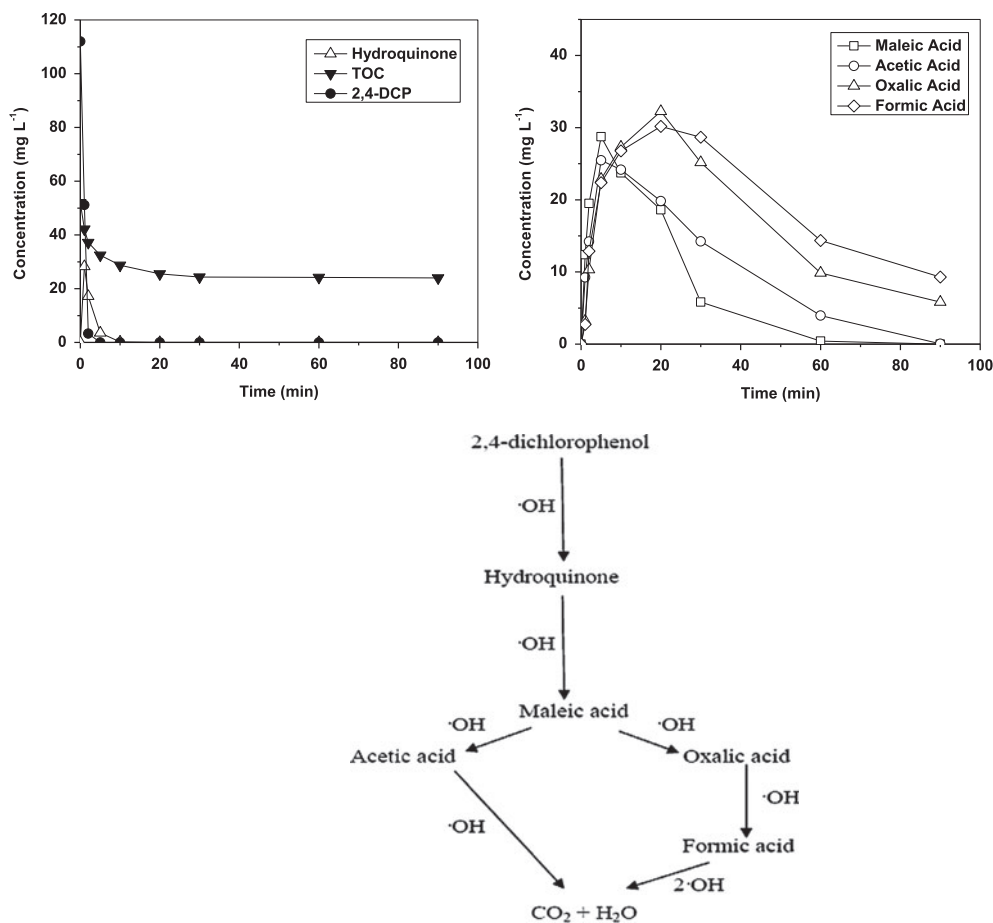 120
100
80
60
40
20
0
Concentration (mg L⁻¹)
Hydroquinone
TOC
2,4-DCP
0 20 40 60 80 100
Time (min)
40
30
20
10
0
Concentration (mg L⁻¹)
Maleic Acid
Acetic Acid
Oxalic Acid
Formic Acid
0 20 40 60 80 100
Time (min)
2,4-dichlorophenol
·OH
Hydroquinone
·OH
Maleic acid
·OH ·OH
Acetic acid Oxalic acid
·OH
·OH
Formic acid
2·OH
CO₂ + H₂O